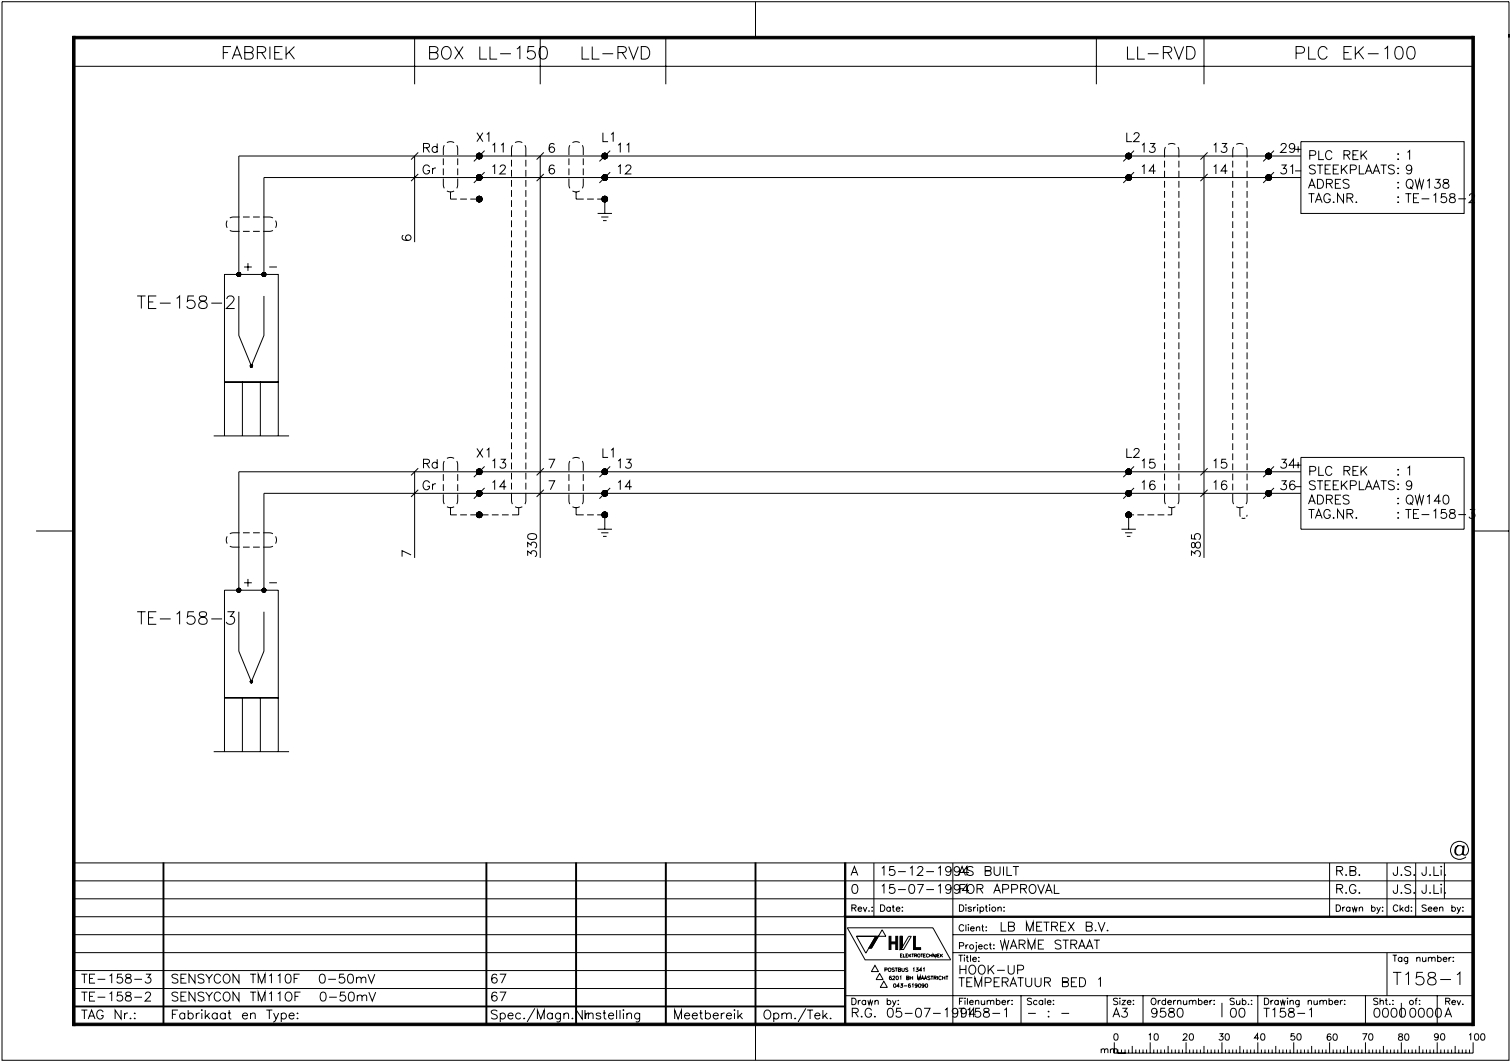 FABRIEK BOX LL-150 LL-RVD LL-RVD PLC EK-100
X1 L1 L2
Rd 11 6 11 13 13 29+
Gr 12 6 12 14 14 31-
PLC REK : 1
STEEKPLAATS: 9
ADRES : QW138
TAG.NR. : TE-158-2
6
+ -
TE-158-2
X1 L1 L2
Rd 13 7 13 15 15 34+
Gr 14 7 14 16 16 36-
PLC REK : 1
STEEKPLAATS: 9
ADRES : QW140
TAG.NR. : TE-158-3
7 330 385
+ -
TE-158-3
@
A 15-12-1994 AS BUILT R.B. J.S. J.Li.
0 15-07-1994 FOR APPROVAL R.G. J.S. J.Li.
Rev.: Date: Disription: Drawn by: Ckd: Seen by:
HVL
ELEKTROTECHNIEK
POSTBUS 1341
6201 BH MAASTRICHT
043-619090
Client: LB METREX B.V.
Project: WARME STRAAT
Title:
HOOK-UP
TEMPERATUUR BED 1
Tag number:
T158-1
Drawn by:
R.G. 05-07-1994
Filenumber:
T158-1
Scale:
- : -
Size:
A3
Ordernumber:
9580
Sub.:
00
Drawing number:
T158-1
Sht.: of:
0000 0000
Rev.
A
TE-158-3 SENSYCON TM110F 0-50mV 67
TE-158-2 SENSYCON TM110F 0-50mV 67
TAG Nr.: Fabrikaat en Type: Spec./Magn.Nr. Instelling Meetbereik Opm./Tek.
mm 0 10 20 30 40 50 60 70 80 90 100